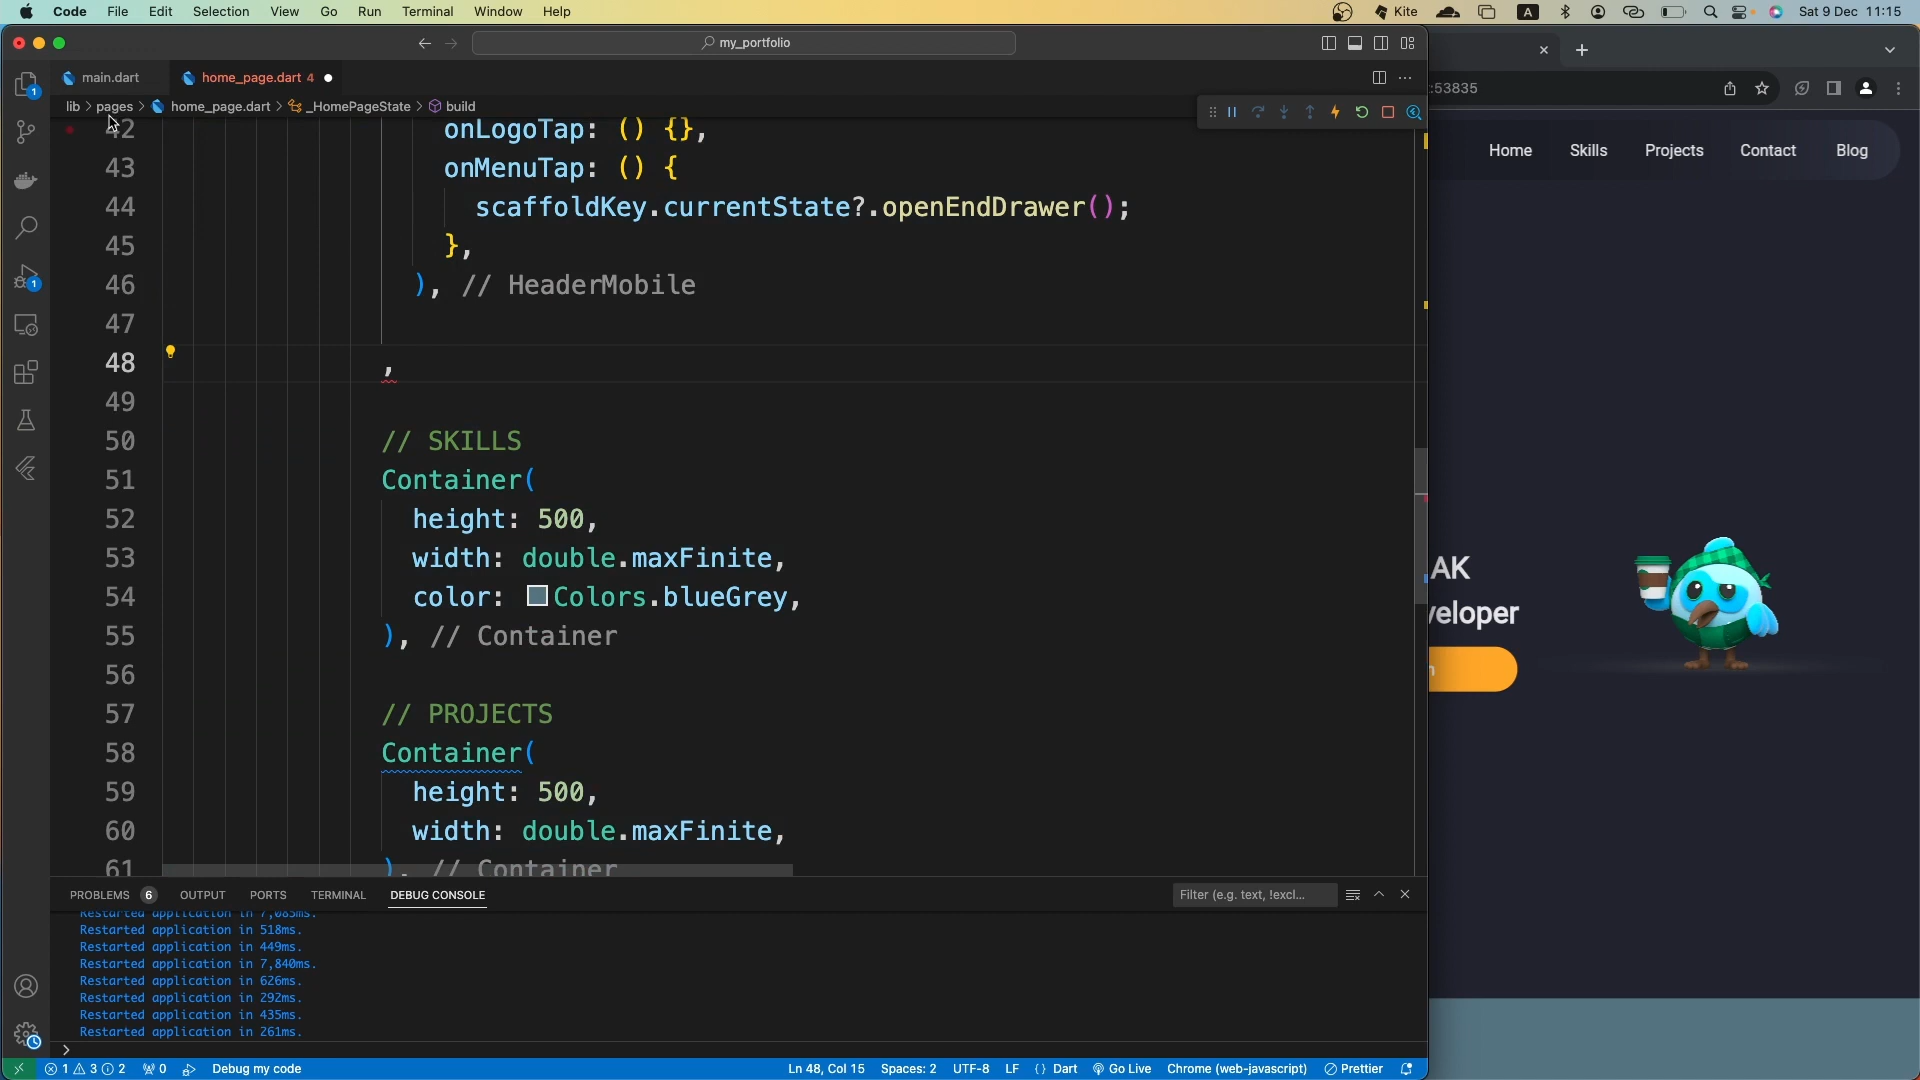 Code File Edit Selection View Go Run Terminal Window Help Kite A Sat 9 Dec 11:15
my_portfolio
main.dart home_page.dart 4
:53835
lib > pages > home_page.dart > _HomePageState > build
42 onLogoTap: () {},
43 onMenuTap: () {
44 scaffoldKey.currentState?.openEndDrawer();
45 },
46 ), // HeaderMobile
47
48 ,
49
50 // SKILLS
51 Container(
52 height: 500,
53 width: double.maxFinite,
54 color: Colors.blueGrey,
55 ), // Container
56
57 // PROJECTS
58 Container(
59 height: 500,
60 width: double.maxFinite,
61 ), // Container
Home Skills Projects Contact Blog
AK
veloper
n
PROBLEMS 6 OUTPUT PORTS TERMINAL DEBUG CONSOLE Filter (e.g. text, !excl...
Restarted application in 7,085ms.
Restarted application in 518ms.
Restarted application in 449ms.
Restarted application in 7,840ms.
Restarted application in 626ms.
Restarted application in 292ms.
Restarted application in 435ms.
Restarted application in 261ms.
>
1 3 2 0 Debug my code Ln 48, Col 15 Spaces: 2 UTF-8 LF {} Dart Go Live Chrome (web-javascript) Prettier